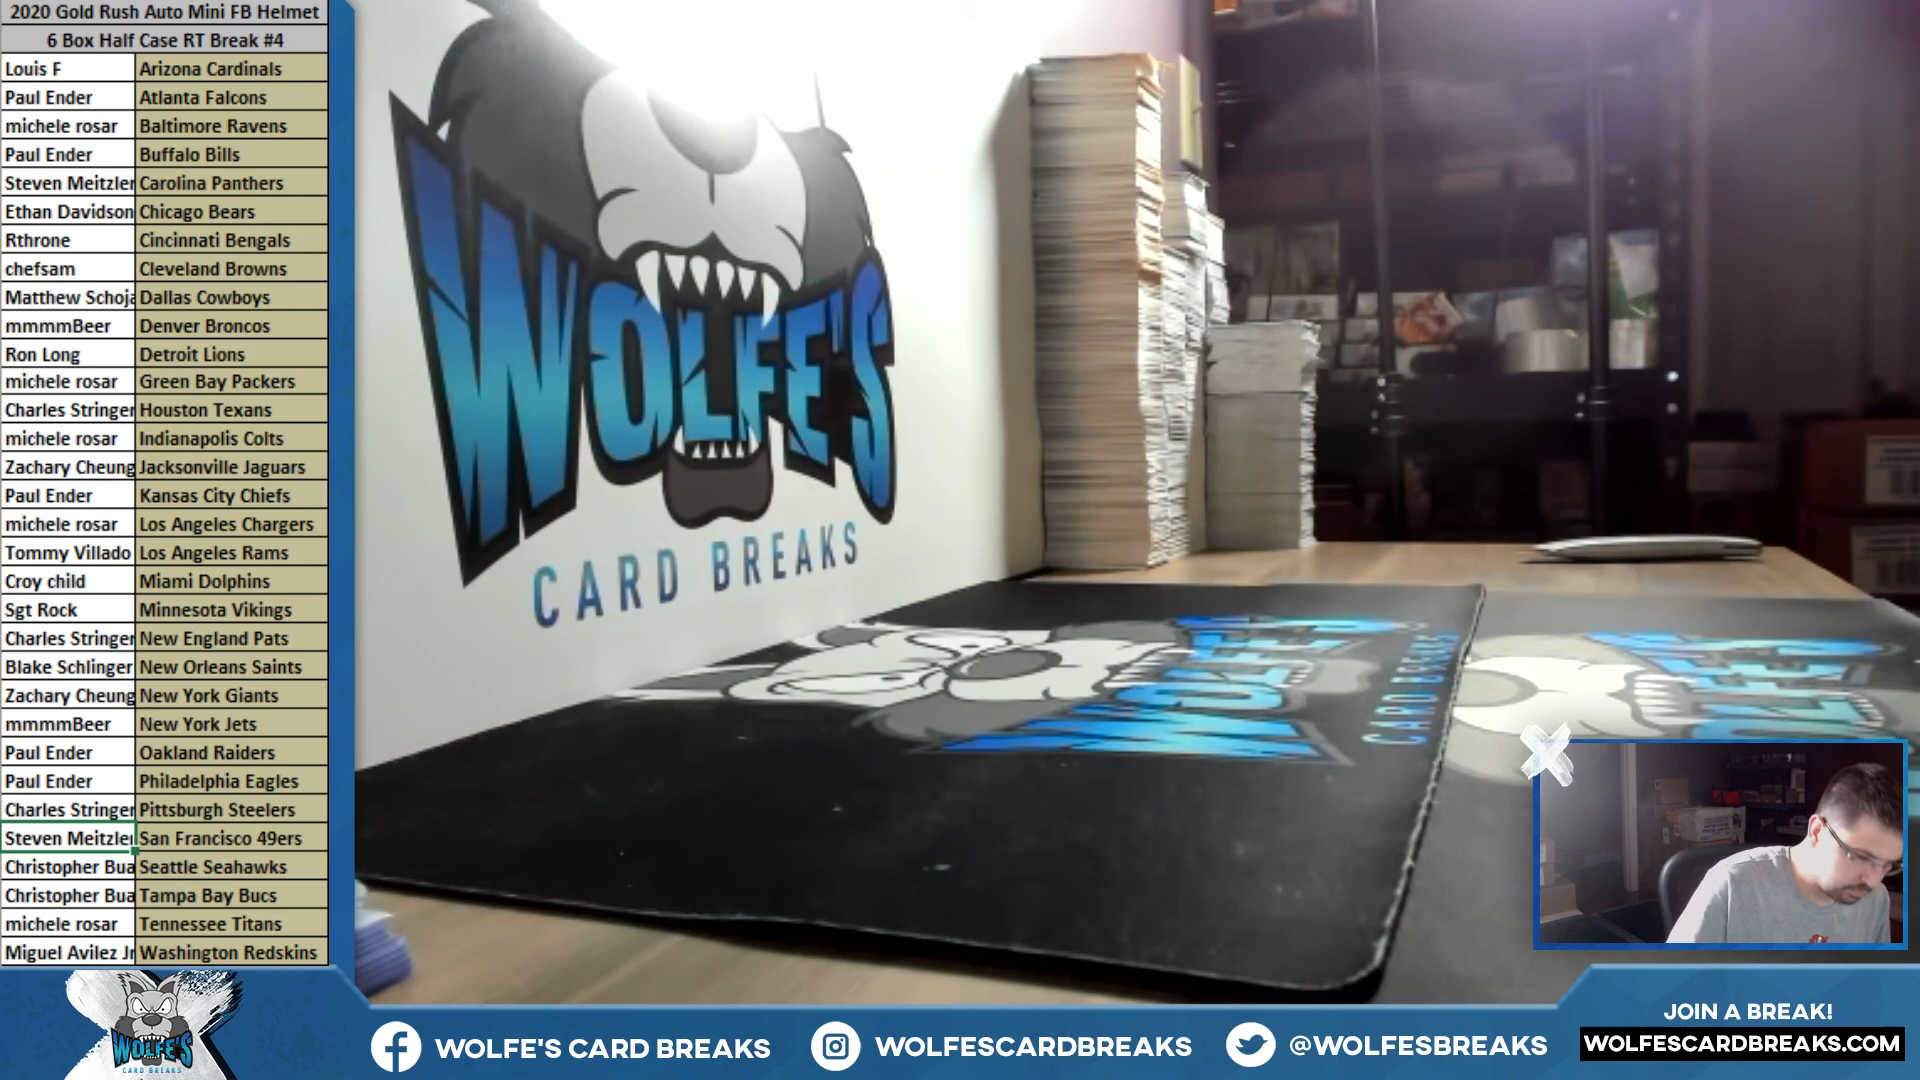 2020 Gold Rush Auto Mini FB Helmet
6 Box Half Case RT Break #4
Louis F Arizona Cardinals
Paul Ender Atlanta Falcons
michele rosar Baltimore Ravens
Paul Ender Buffalo Bills
Steven Meitzler Carolina Panthers
Ethan Davidson Chicago Bears
Rthrone Cincinnati Bengals
chefsam Cleveland Browns
Matthew Schoja Dallas Cowboys
mmmmBeer Denver Broncos
Ron Long Detroit Lions
michele rosar Green Bay Packers
Charles Stringer Houston Texans
michele rosar Indianapolis Colts
Zachary Cheung Jacksonville Jaguars
Paul Ender Kansas City Chiefs
michele rosar Los Angeles Chargers
Tommy Villado Los Angeles Rams
Croy child Miami Dolphins
Sgt Rock Minnesota Vikings
Charles Stringer New England Pats
Blake Schlinger New Orleans Saints
Zachary Cheung New York Giants
mmmmBeer New York Jets
Paul Ender Oakland Raiders
Paul Ender Philadelphia Eagles
Charles Stringer Pittsburgh Steelers
Steven Meitzler San Francisco 49ers
Christopher Bua Seattle Seahawks
Christopher Bua Tampa Bay Bucs
michele rosar Tennessee Titans
Miguel Avilez Jr Washington Redskins
WOLFE'S
CARD BREAKS
WOLFE'S
CARD BREAKS
WOLFE'S
WOLFE'S
CARD BREAKS
WOLFE'S CARD BREAKS
WOLFESCARDBREAKS
@WOLFESBREAKS
JOIN A BREAK!
WOLFESCARDBREAKS.COM